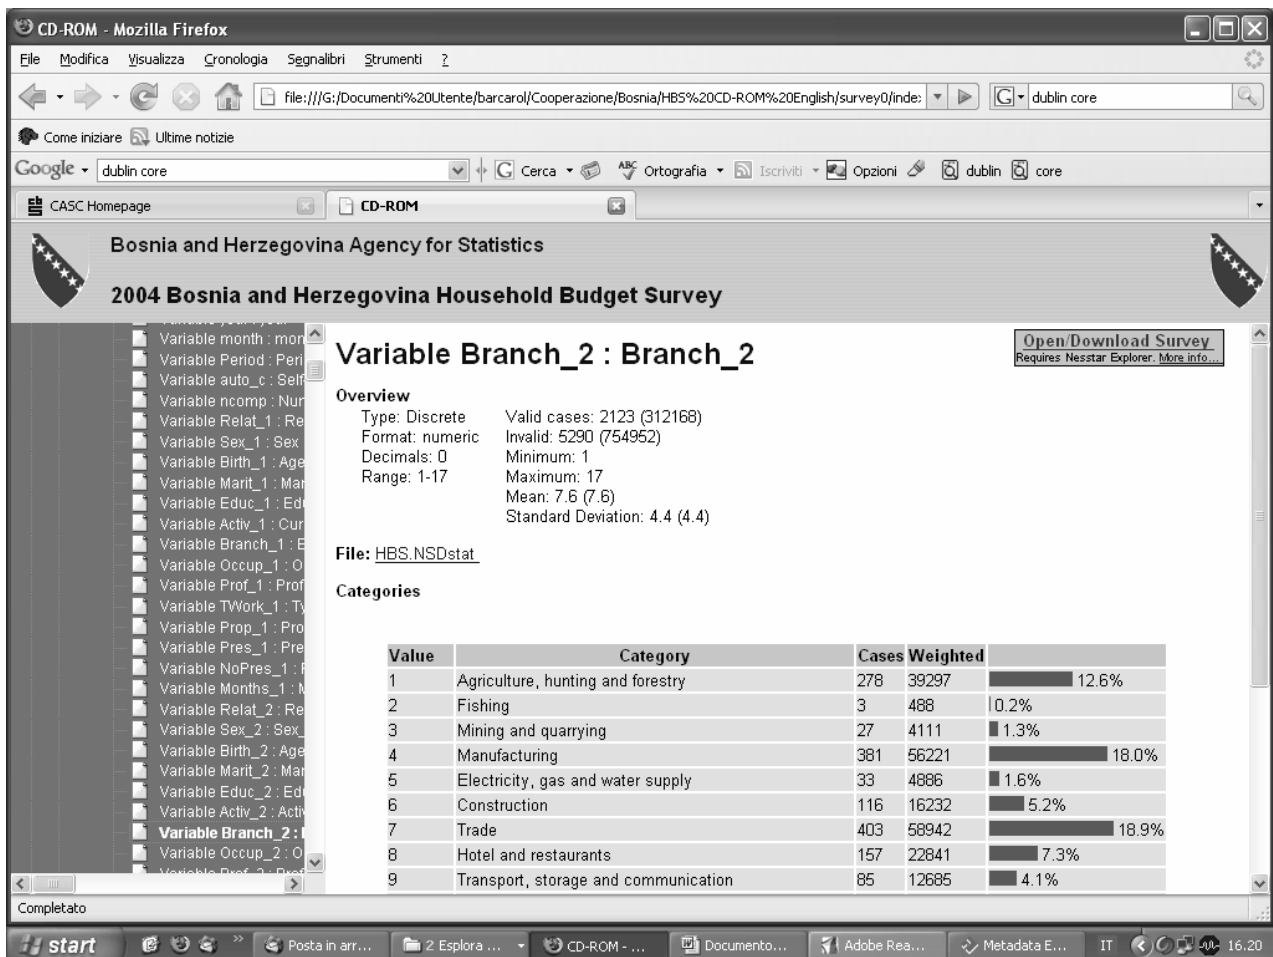 CD-ROM - Mozilla Firefox
File Modifica Visualizza Cronologia Segnalibri Strumenti ?
file:///G:/Documenti%20Utente/barcarol/Cooperazione/Bosnia/HBS%20CD-ROM%20English/survey0/inde: G dublin core
Come iniziare Ultime notizie
Google dublin core G Cerca ABC Ortografia Iscriviti Opzioni dublin core
CASC Homepage CD-ROM
Bosnia and Herzegovina Agency for Statistics
2004 Bosnia and Herzegovina Household Budget Survey
Variable month : mon
Variable Period : Peri
Variable auto_c : Self
Variable ncomp : Nur
Variable Relat_1 : Re
Variable Sex_1 : Sex
Variable Birth_1 : Age
Variable Marit_1 : Mar
Variable Educ_1 : Edu
Variable Activ_1 : Cur
Variable Branch_1 : E
Variable Occup_1 : O
Variable Prof_1 : Prof
Variable TWork_1 : Ty
Variable Prop_1 : Pro
Variable Pres_1 : Pre
Variable NoPres_1 : F
Variable Months_1 : M
Variable Relat_2 : Re
Variable Sex_2 : Sex_
Variable Birth_2 : Age
Variable Marit_2 : Mar
Variable Educ_2 : Edu
Variable Activ_2 : Activ
Variable Branch_2 : I
Variable Occup_2 : O
Variable Prof_2 : Prof
Variable Branch_2 : Branch_2
Open/Download Survey
Requires Nesstar Explorer. More info...
Overview
Type: Discrete Valid cases: 2123 (312168)
Format: numeric Invalid: 5290 (754952)
Decimals: 0 Minimum: 1
Range: 1-17 Maximum: 17
Mean: 7.6 (7.6)
Standard Deviation: 4.4 (4.4)
File: HBS.NSDstat
Categories
Value Category Cases Weighted
1 Agriculture, hunting and forestry 278 39297 12.6%
2 Fishing 3 488 0.2%
3 Mining and quarrying 27 4111 1.3%
4 Manufacturing 381 56221 18.0%
5 Electricity, gas and water supply 33 4886 1.6%
6 Construction 116 16232 5.2%
7 Trade 403 58942 18.9%
8 Hotel and restaurants 157 22841 7.3%
9 Transport, storage and communication 85 12685 4.1%
Completato
start Posta in arr... 2 Esplora ... CD-ROM - ... Documento... Adobe Rea... Metadata E... IT 16.20